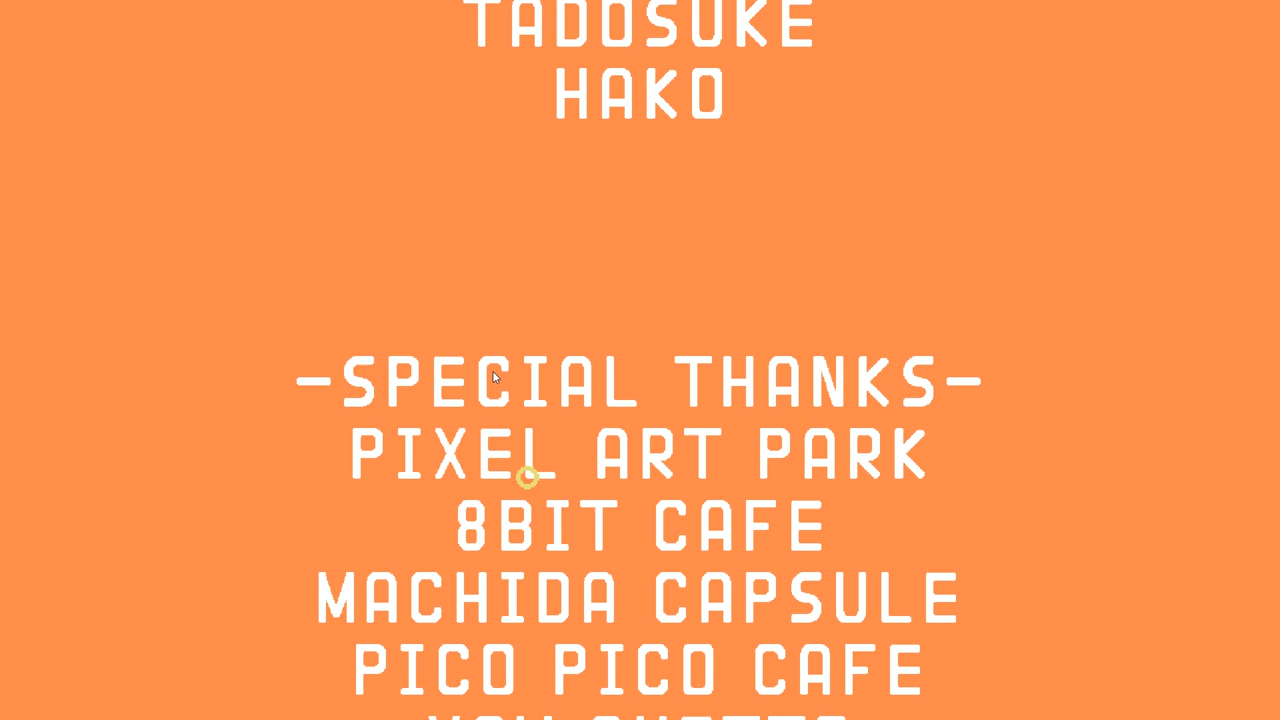 TADOSUKE
HAKO
-SPECIAL THANKS-
PIXEL ART PARK
8BIT CAFE
MACHIDA CAPSULE
PICO PICO CAFE